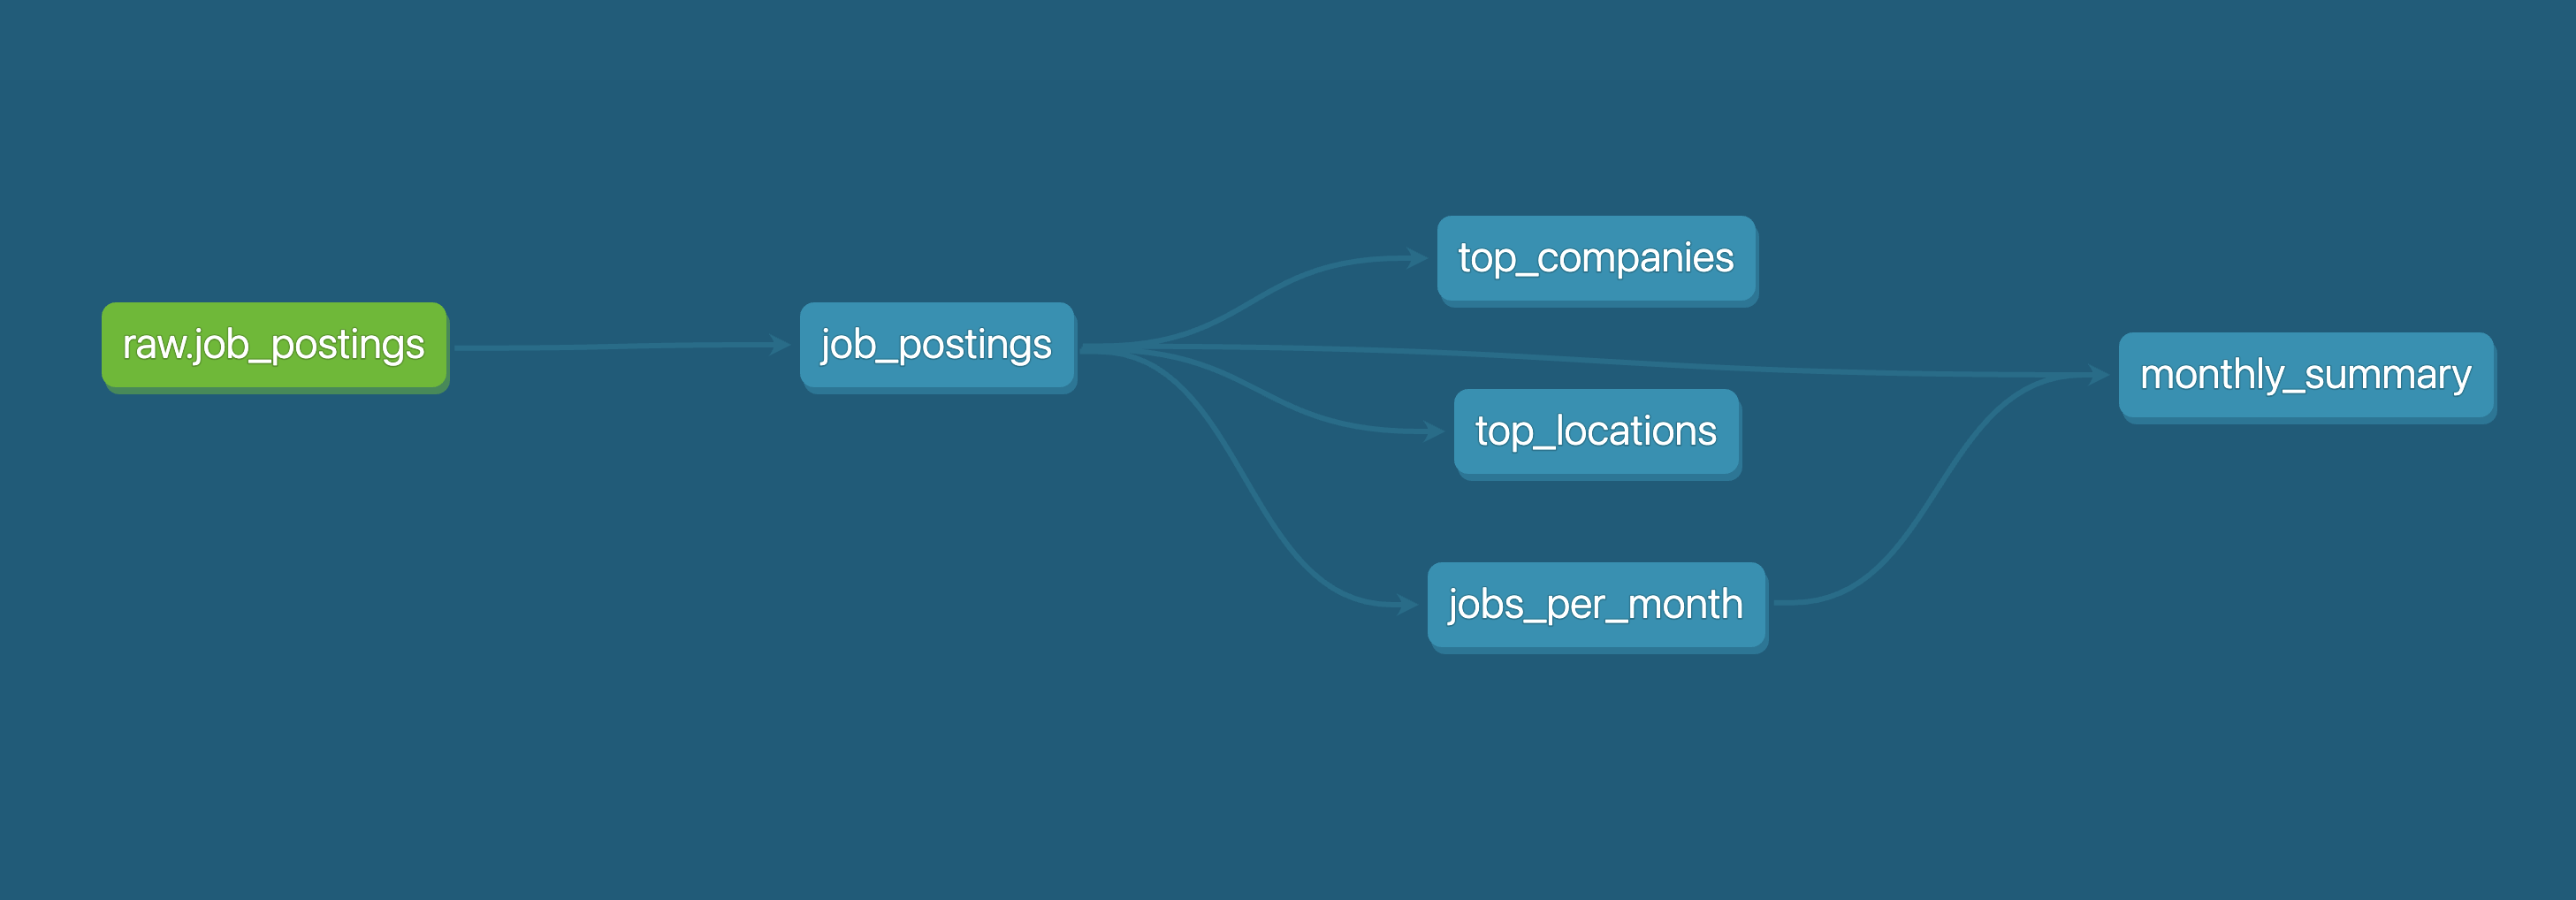 raw.job_postings
job_postings
top_companies
top_locations
jobs_per_month
monthly_summary